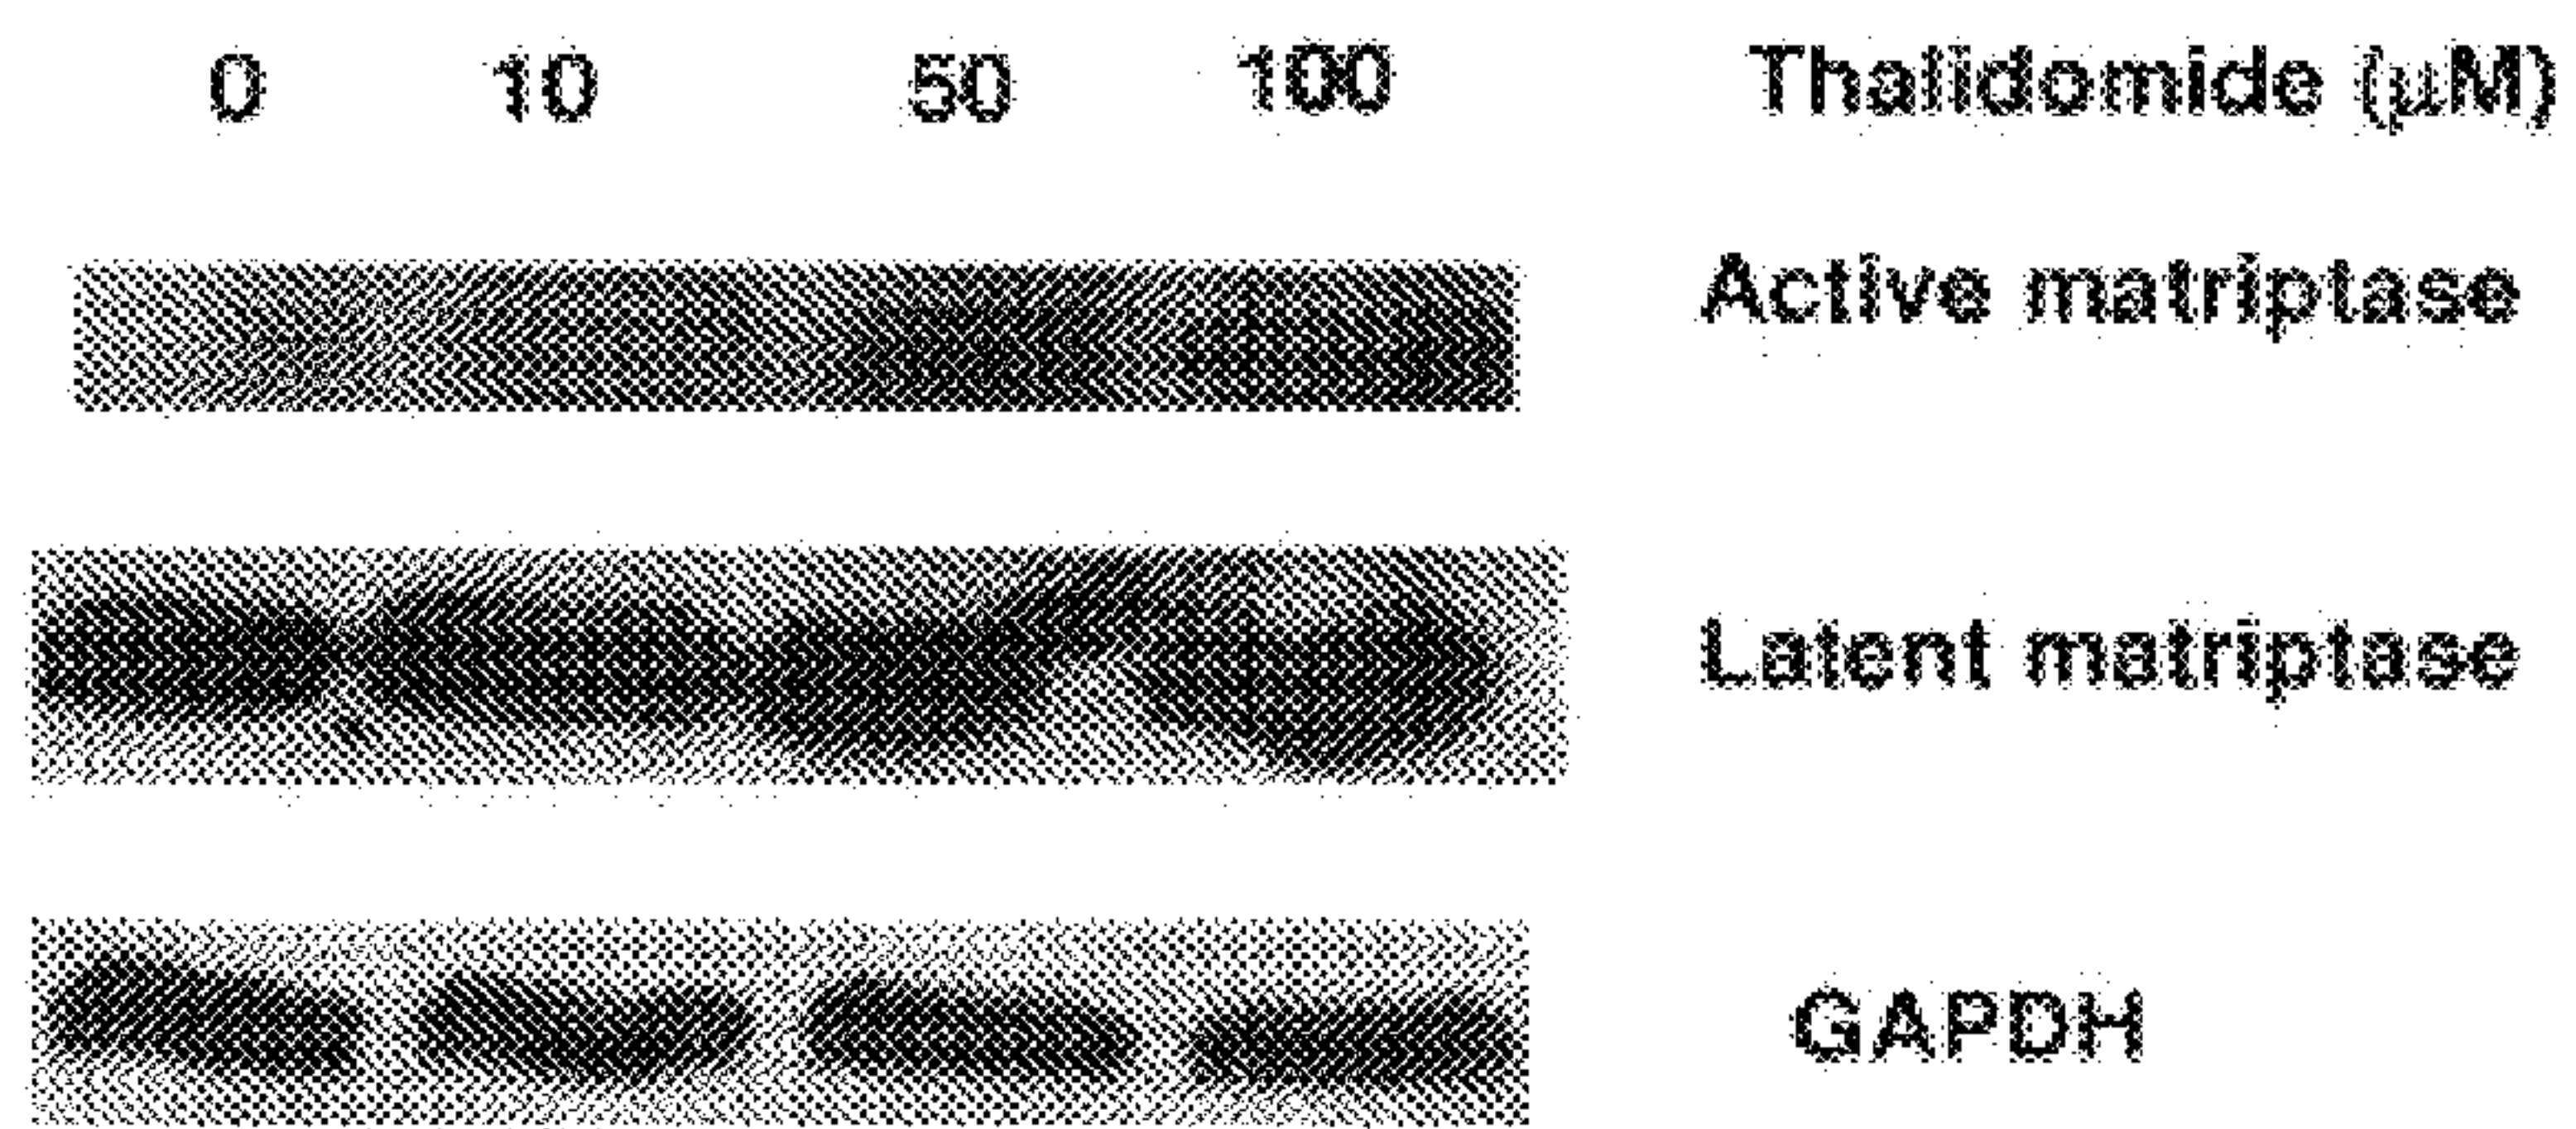 0 10 50 100 Thalidomide (μM)
Active matriptase
Latent matriptase
GAPDH